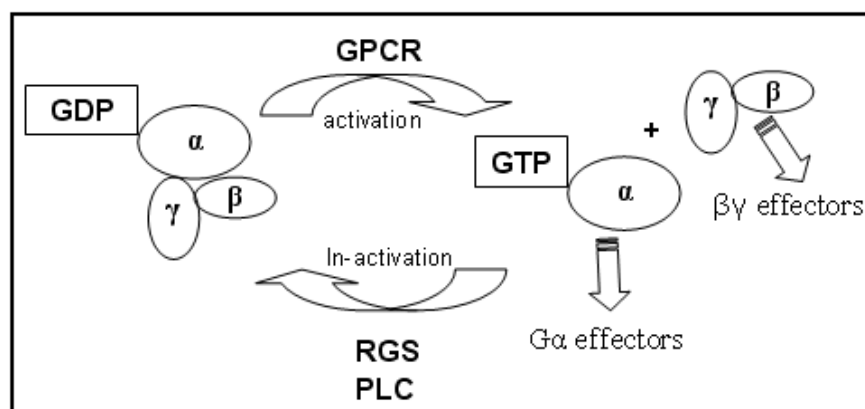 GPCR
GDP
α
activation
γ
β
GTP
α
+
γ
β
βγ effectors
In-activation
Gα effectors
RGS
PLC